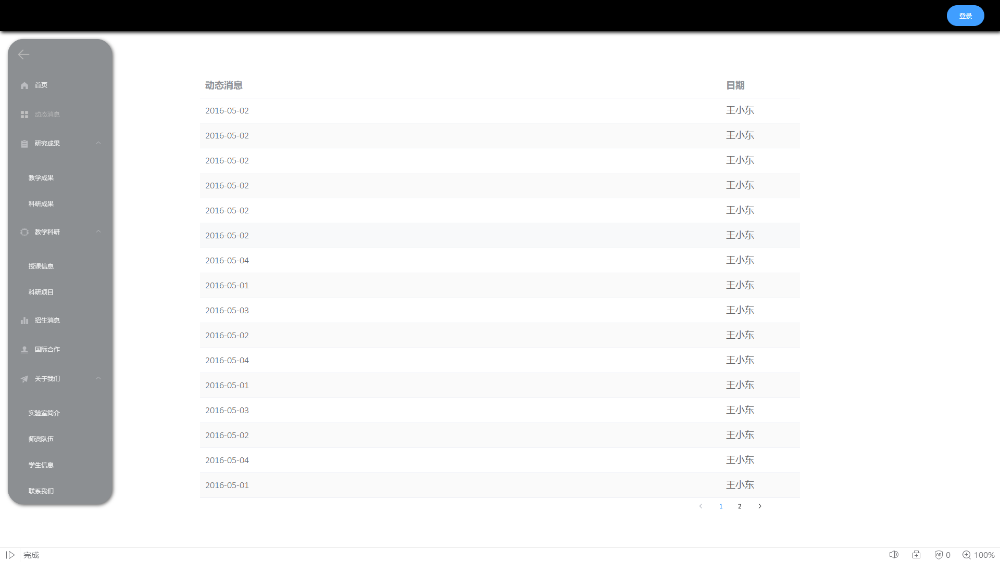 登录
首页
动态消息
研究成果
教学成果
科研成果
教学科研
授课信息
科研项目
招生消息
国际合作
关于我们
实验室简介
师资队伍
学生信息
联系我们
动态消息 日期
2016-05-02 王小东
2016-05-02 王小东
2016-05-02 王小东
2016-05-02 王小东
2016-05-02 王小东
2016-05-02 王小东
2016-05-04 王小东
2016-05-01 王小东
2016-05-03 王小东
2016-05-02 王小东
2016-05-04 王小东
2016-05-01 王小东
2016-05-03 王小东
2016-05-02 王小东
2016-05-04 王小东
2016-05-01 王小东
1 2
完成 AD 0 100%